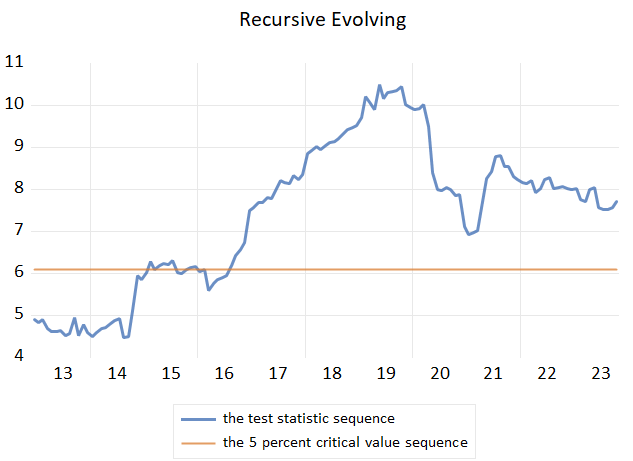 Recursive Evolving
11
10
9
8
7
6
5
4
13 14 15 16 17 18 19 20 21 22 23
the test statistic sequence
the 5 percent critical value sequence